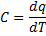 C = dq/dT